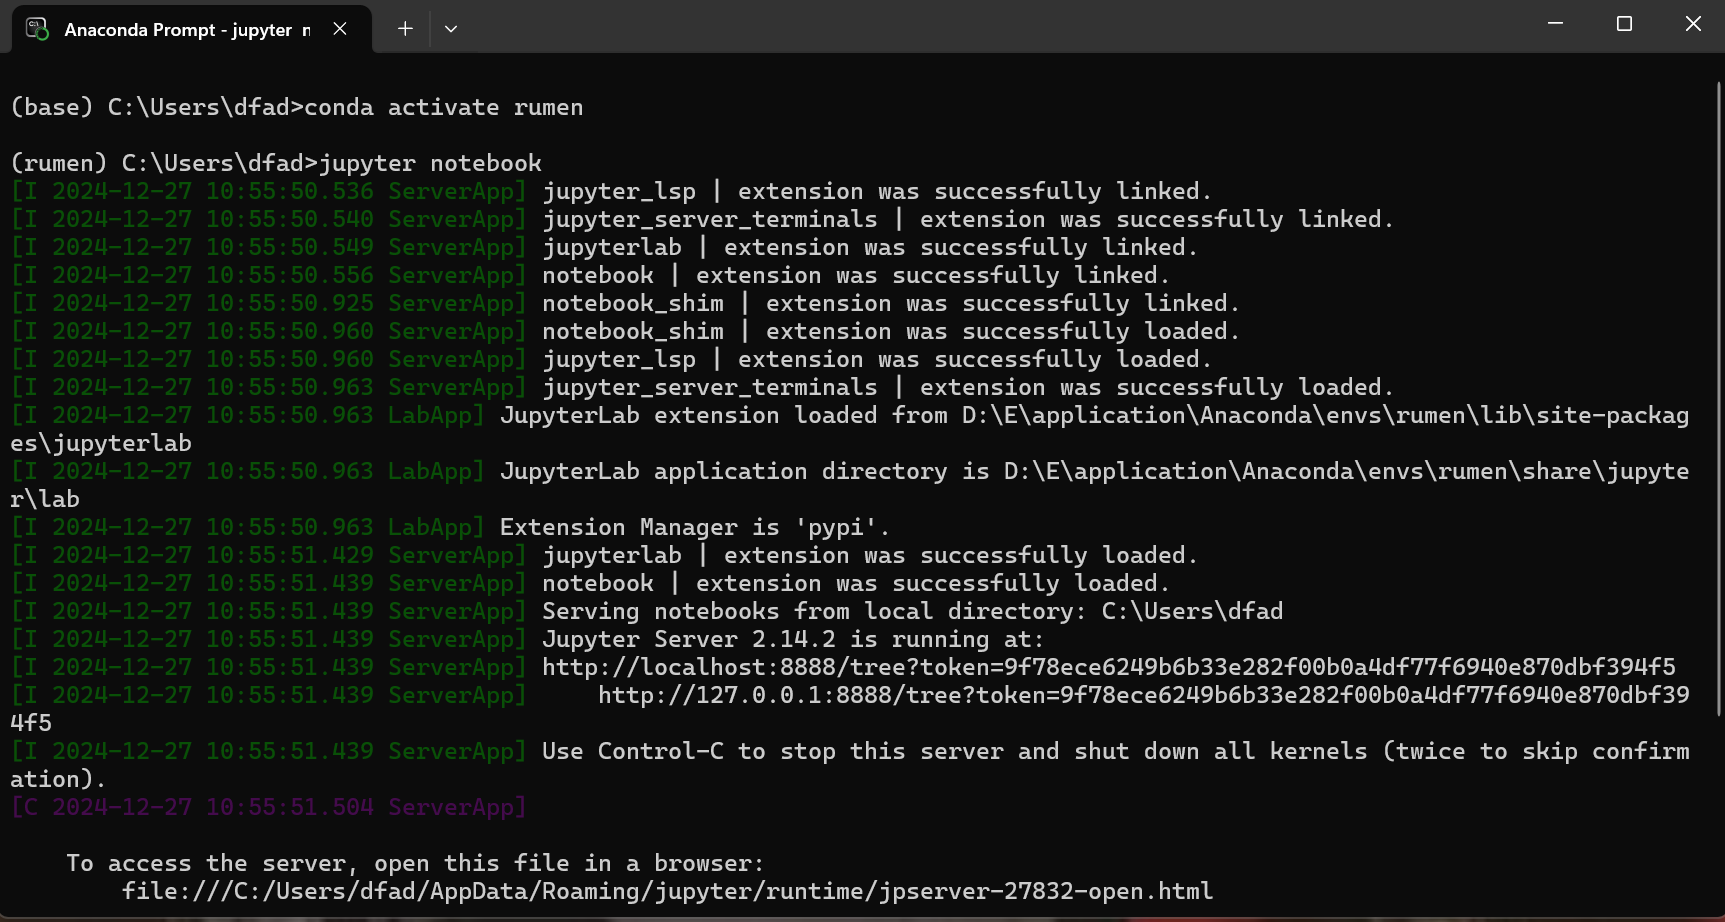 Anaconda Prompt - jupyter n
(base) C:\Users\dfad>conda activate rumen
(rumen) C:\Users\dfad>jupyter notebook
[I 2024-12-27 10:55:50.536 ServerApp] jupyter_lsp | extension was successfully linked.
[I 2024-12-27 10:55:50.540 ServerApp] jupyter_server_terminals | extension was successfully linked.
[I 2024-12-27 10:55:50.549 ServerApp] jupyterlab | extension was successfully linked.
[I 2024-12-27 10:55:50.556 ServerApp] notebook | extension was successfully linked.
[I 2024-12-27 10:55:50.925 ServerApp] notebook_shim | extension was successfully linked.
[I 2024-12-27 10:55:50.960 ServerApp] notebook_shim | extension was successfully loaded.
[I 2024-12-27 10:55:50.960 ServerApp] jupyter_lsp | extension was successfully loaded.
[I 2024-12-27 10:55:50.963 ServerApp] jupyter_server_terminals | extension was successfully loaded.
[I 2024-12-27 10:55:50.963 LabApp] JupyterLab extension loaded from D:\E\application\Anaconda\envs\rumen\lib\site-packag
es\jupyterlab
[I 2024-12-27 10:55:50.963 LabApp] JupyterLab application directory is D:\E\application\Anaconda\envs\rumen\share\jupyte
r\lab
[I 2024-12-27 10:55:50.963 LabApp] Extension Manager is 'pypi'.
[I 2024-12-27 10:55:51.429 ServerApp] jupyterlab | extension was successfully loaded.
[I 2024-12-27 10:55:51.439 ServerApp] notebook | extension was successfully loaded.
[I 2024-12-27 10:55:51.439 ServerApp] Serving notebooks from local directory: C:\Users\dfad
[I 2024-12-27 10:55:51.439 ServerApp] Jupyter Server 2.14.2 is running at:
[I 2024-12-27 10:55:51.439 ServerApp] http://localhost:8888/tree?token=9f78ece6249b6b33e282f00b0a4df77f6940e870dbf394f5
[I 2024-12-27 10:55:51.439 ServerApp]     http://127.0.0.1:8888/tree?token=9f78ece6249b6b33e282f00b0a4df77f6940e870dbf39
4f5
[I 2024-12-27 10:55:51.439 ServerApp] Use Control-C to stop this server and shut down all kernels (twice to skip confirm
ation).
[C 2024-12-27 10:55:51.504 ServerApp]
    To access the server, open this file in a browser:
        file:///C:/Users/dfad/AppData/Roaming/jupyter/runtime/jpserver-27832-open.html